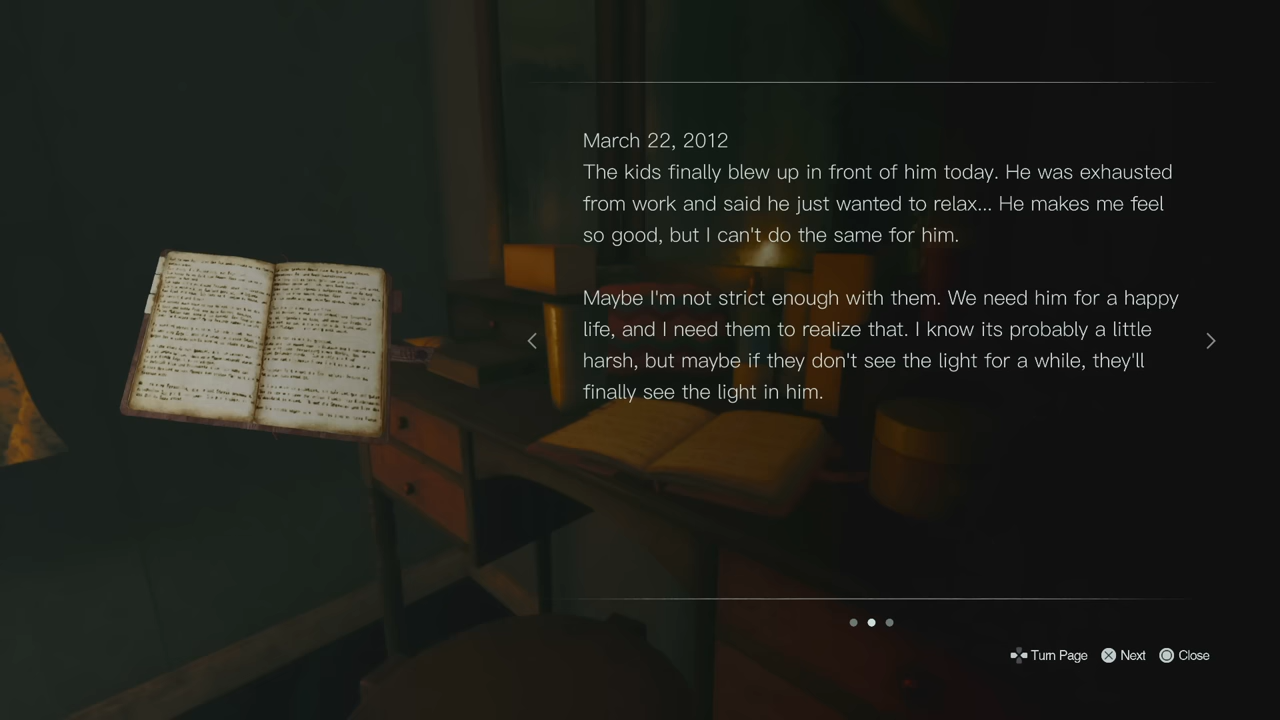 March 22, 2012
The kids finally blew up in front of him today. He was exhausted
from work and said he just wanted to relax... He makes me feel
so good, but I can't do the same for him.
Maybe I'm not strict enough with them. We need him for a happy
life, and I need them to realize that. I know its probably a little
harsh, but maybe if they don't see the light for a while, they'll
finally see the light in him.
Turn Page Next Close